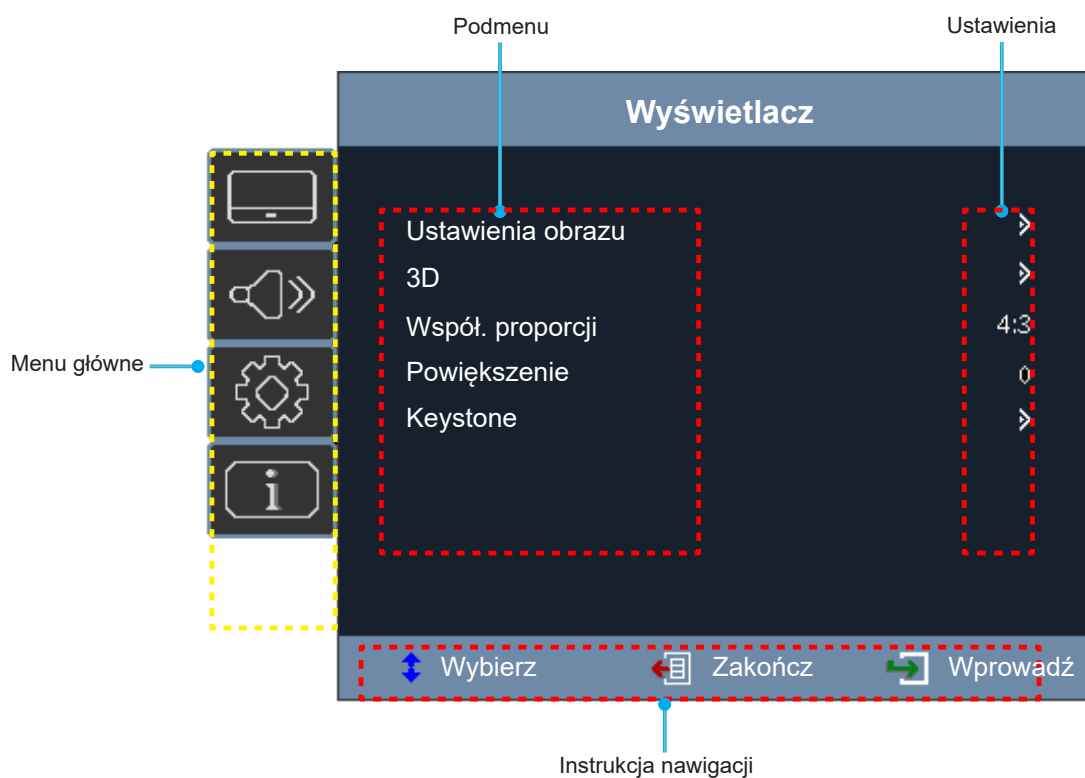 Podmenu
Ustawienia
Wyświetlacz
Ustawienia obrazu
3D
Współ. proporcji 4:3
Menu główne
Powiększenie 0
Keystone
i
Wybierz Zakończ Wprowadź
Instrukcja nawigacji